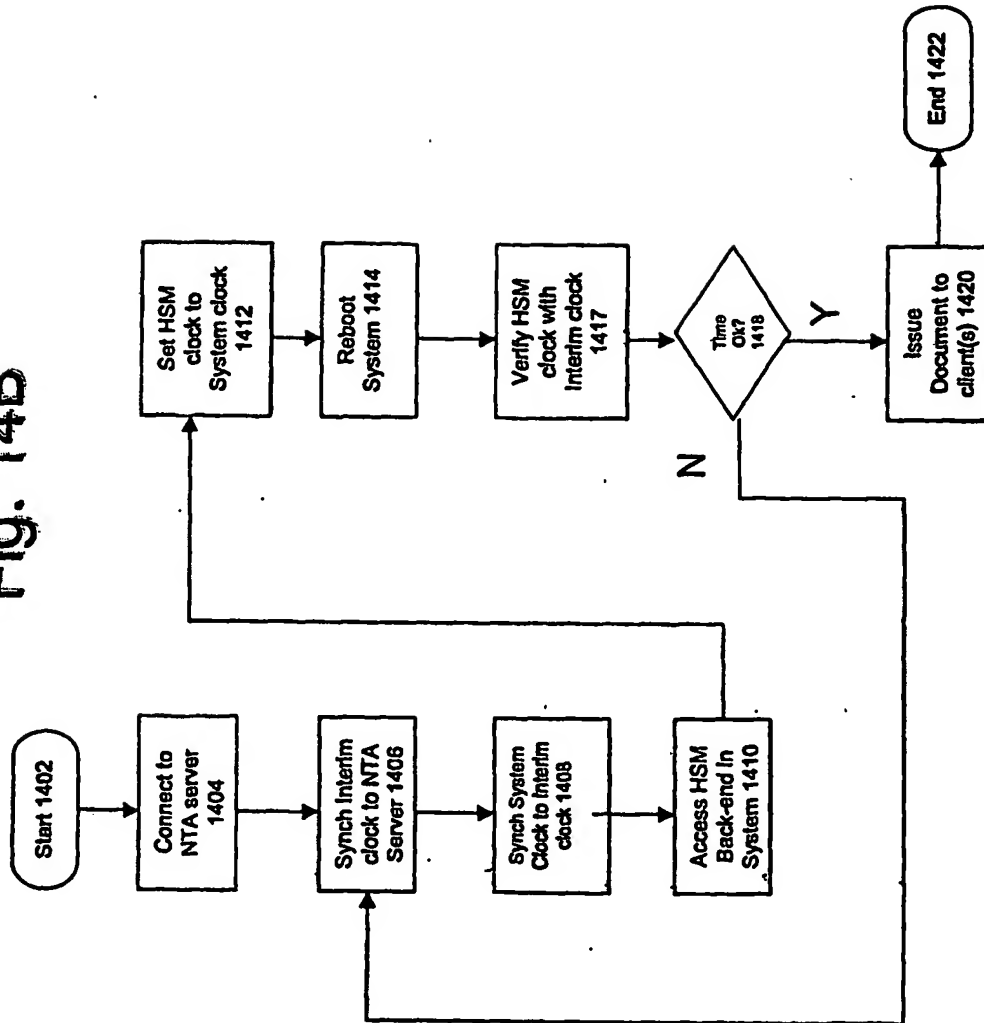 Fig. 14B
Start 1402
Connect to
NTA server
1404
Synch Interim
clock to NTA
Server 1406
Synch System
Clock to Interim
clock 1408
Access HSM
Back-end In
System 1410
Set HSM
clock to
System clock
1412
Reboot
System 1414
Verify HSM
clock with
Interim clock
1417
Time
Ok?
1418
N
Y
Issue
Document to
client(s) 1420
End 1422